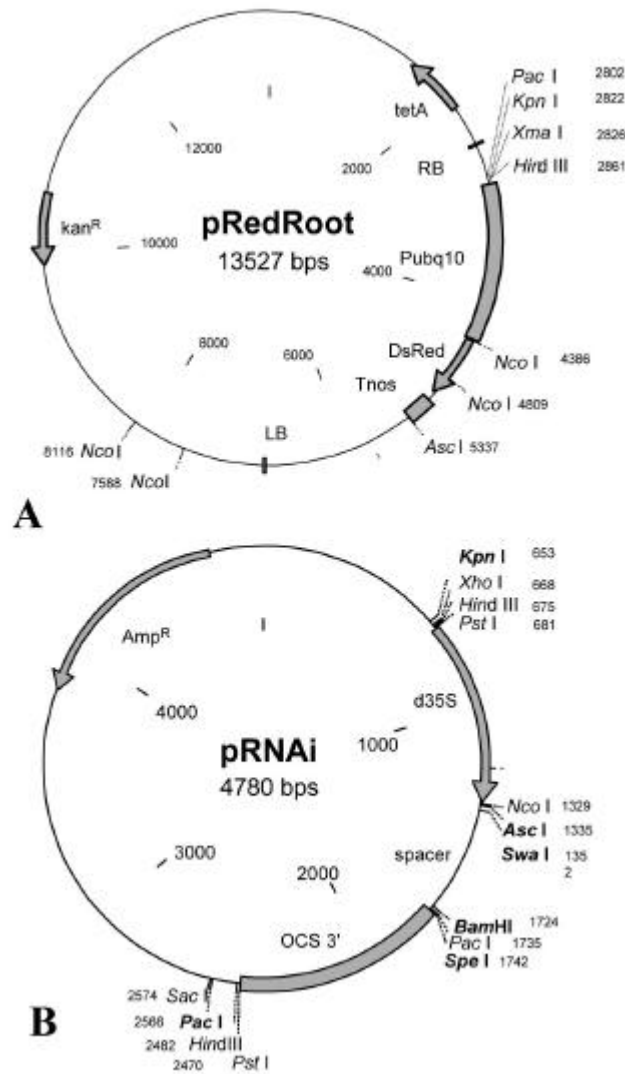 tetA
Pac I 2802
Kpn I 2822
Xma I 2826
Hind III 2861
RB
12000
2000
kanR
10000
pRedRoot
13527 bps
Pubq10
4000
8000
6000
DsRed
Nco I 4386
Tnos
Nco I 4809
LB
Asc I 5337
8116 Nco I
7588 NcoI
A
Kpn I 653
Xho I 668
Hind III 675
Pst I 681
AmpR
4000
d35S
1000
pRNAi
4780 bps
Nco I 1329
Asc I 1335
Swa I 135
2
3000
2000
spacer
BamHI 1724
Pac I 1735
Spe I 1742
OCS 3'
2574 Sac I
2566 Pac I
2482 HindIII
2470 Pst I
B